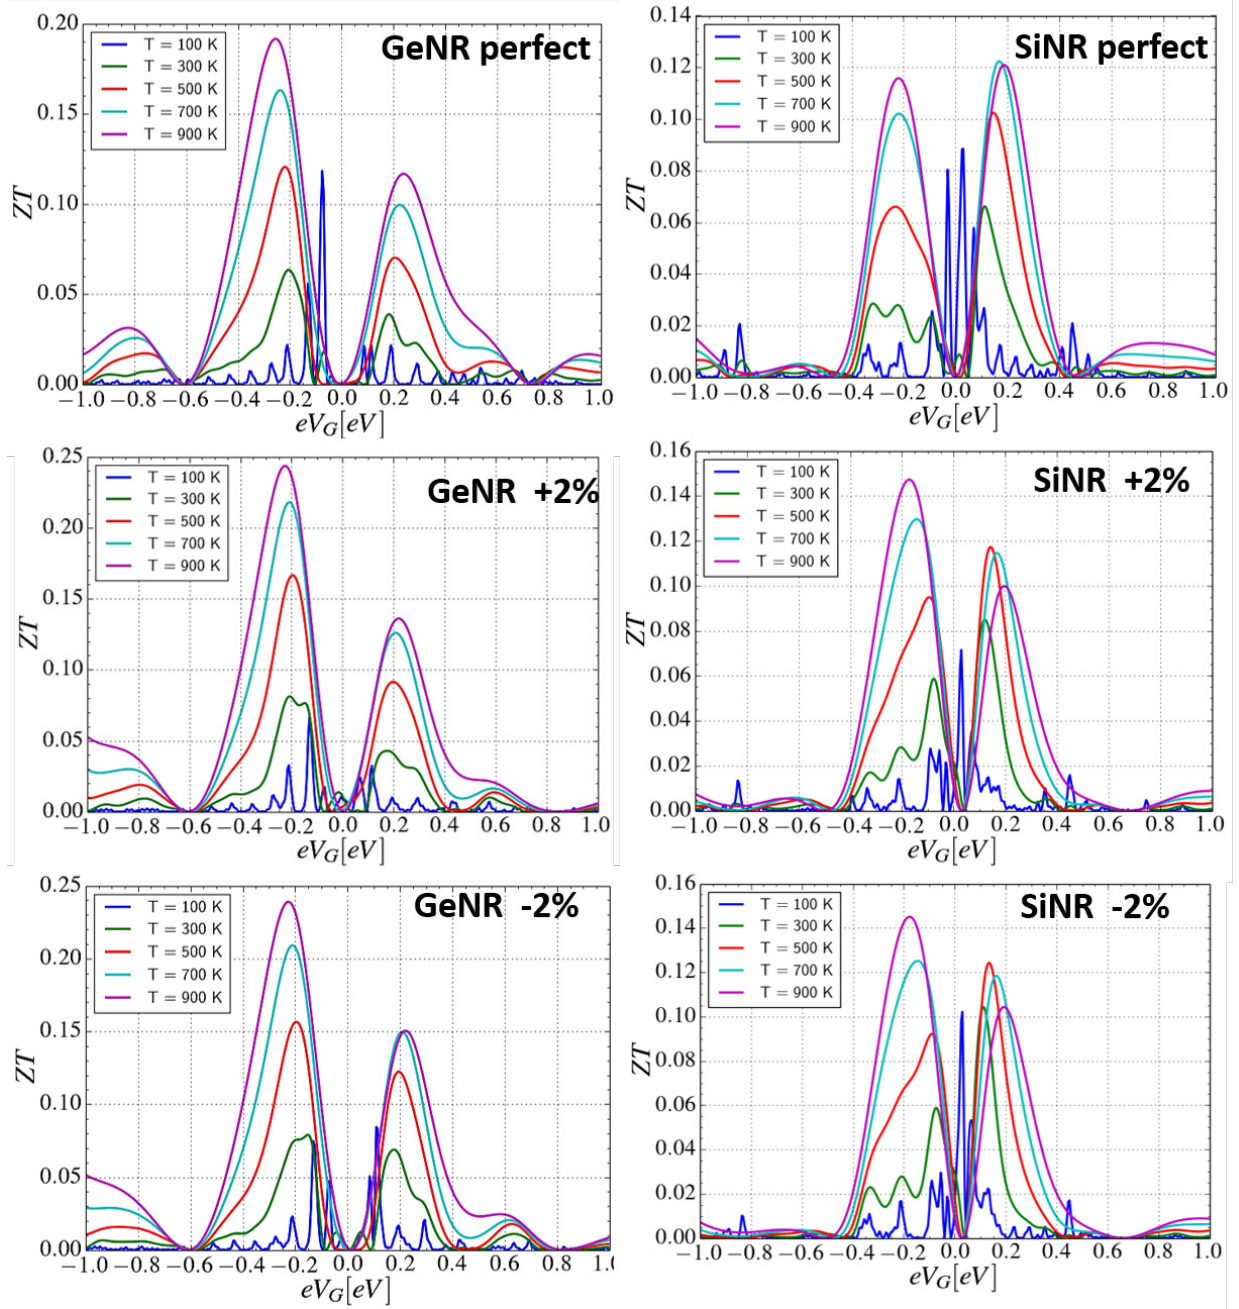 GeNR perfect
T = 100 K
T = 300 K
T = 500 K
T = 700 K
T = 900 K
0.20
0.15
0.10
0.05
0.00
ZT
−1.0 −0.8 −0.6 −0.4 −0.2 0.0 0.2 0.4 0.6 0.8 1.0
eV_G[eV]
SiNR perfect
T = 100 K
T = 300 K
T = 500 K
T = 700 K
T = 900 K
0.14
0.12
0.10
0.08
0.06
0.04
0.02
0.00
ZT
−1.0 −0.8 −0.6 −0.4 −0.2 0.0 0.2 0.4 0.6 0.8 1.0
eV_G[eV]
GeNR +2%
T = 100 K
T = 300 K
T = 500 K
T = 700 K
T = 900 K
0.25
0.20
0.15
0.10
0.05
0.00
ZT
−1.0 −0.8 −0.6 −0.4 −0.2 0.0 0.2 0.4 0.6 0.8 1.0
eV_G[eV]
SiNR +2%
T = 100 K
T = 300 K
T = 500 K
T = 700 K
T = 900 K
0.16
0.14
0.12
0.10
0.08
0.06
0.04
0.02
0.00
ZT
−1.0 −0.8 −0.6 −0.4 −0.2 0.0 0.2 0.4 0.6 0.8 1.0
eV_G[eV]
GeNR -2%
T = 100 K
T = 300 K
T = 500 K
T = 700 K
T = 900 K
0.25
0.20
0.15
0.10
0.05
0.00
ZT
−1.0 −0.8 −0.6 −0.4 −0.2 0.0 0.2 0.4 0.6 0.8 1.0
eV_G[eV]
SiNR -2%
T = 100 K
T = 300 K
T = 500 K
T = 700 K
T = 900 K
0.16
0.14
0.12
0.10
0.08
0.06
0.04
0.02
0.00
ZT
−1.0 −0.8 −0.6 −0.4 −0.2 0.0 0.2 0.4 0.6 0.8 1.0
eV_G[eV]